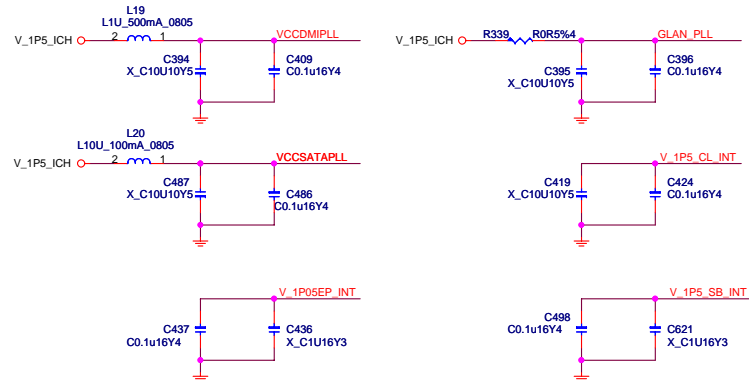 L19
L1U_500mA_0805
V_1P5_ICH
2
1
VCCDMIPLL
C394
X_C10U10Y5
C409
C0.1u16Y4
V_1P5_ICH
R339
R0R5%4
GLAN_PLL
C395
X_C10U10Y5
C396
C0.1u16Y4
L20
L10U_100mA_0805
V_1P5_ICH
2
1
VCCSATAPLL
C487
X_C10U10Y5
C486
C0.1u16Y4
V_1P5_CL_INT
C419
X_C10U10Y5
C424
C0.1u16Y4
V_1P05EP_INT
C437
C0.1u16Y4
C436
X_C1U16Y3
V_1P5_SB_INT
C498
C0.1u16Y4
C621
X_C1U16Y3